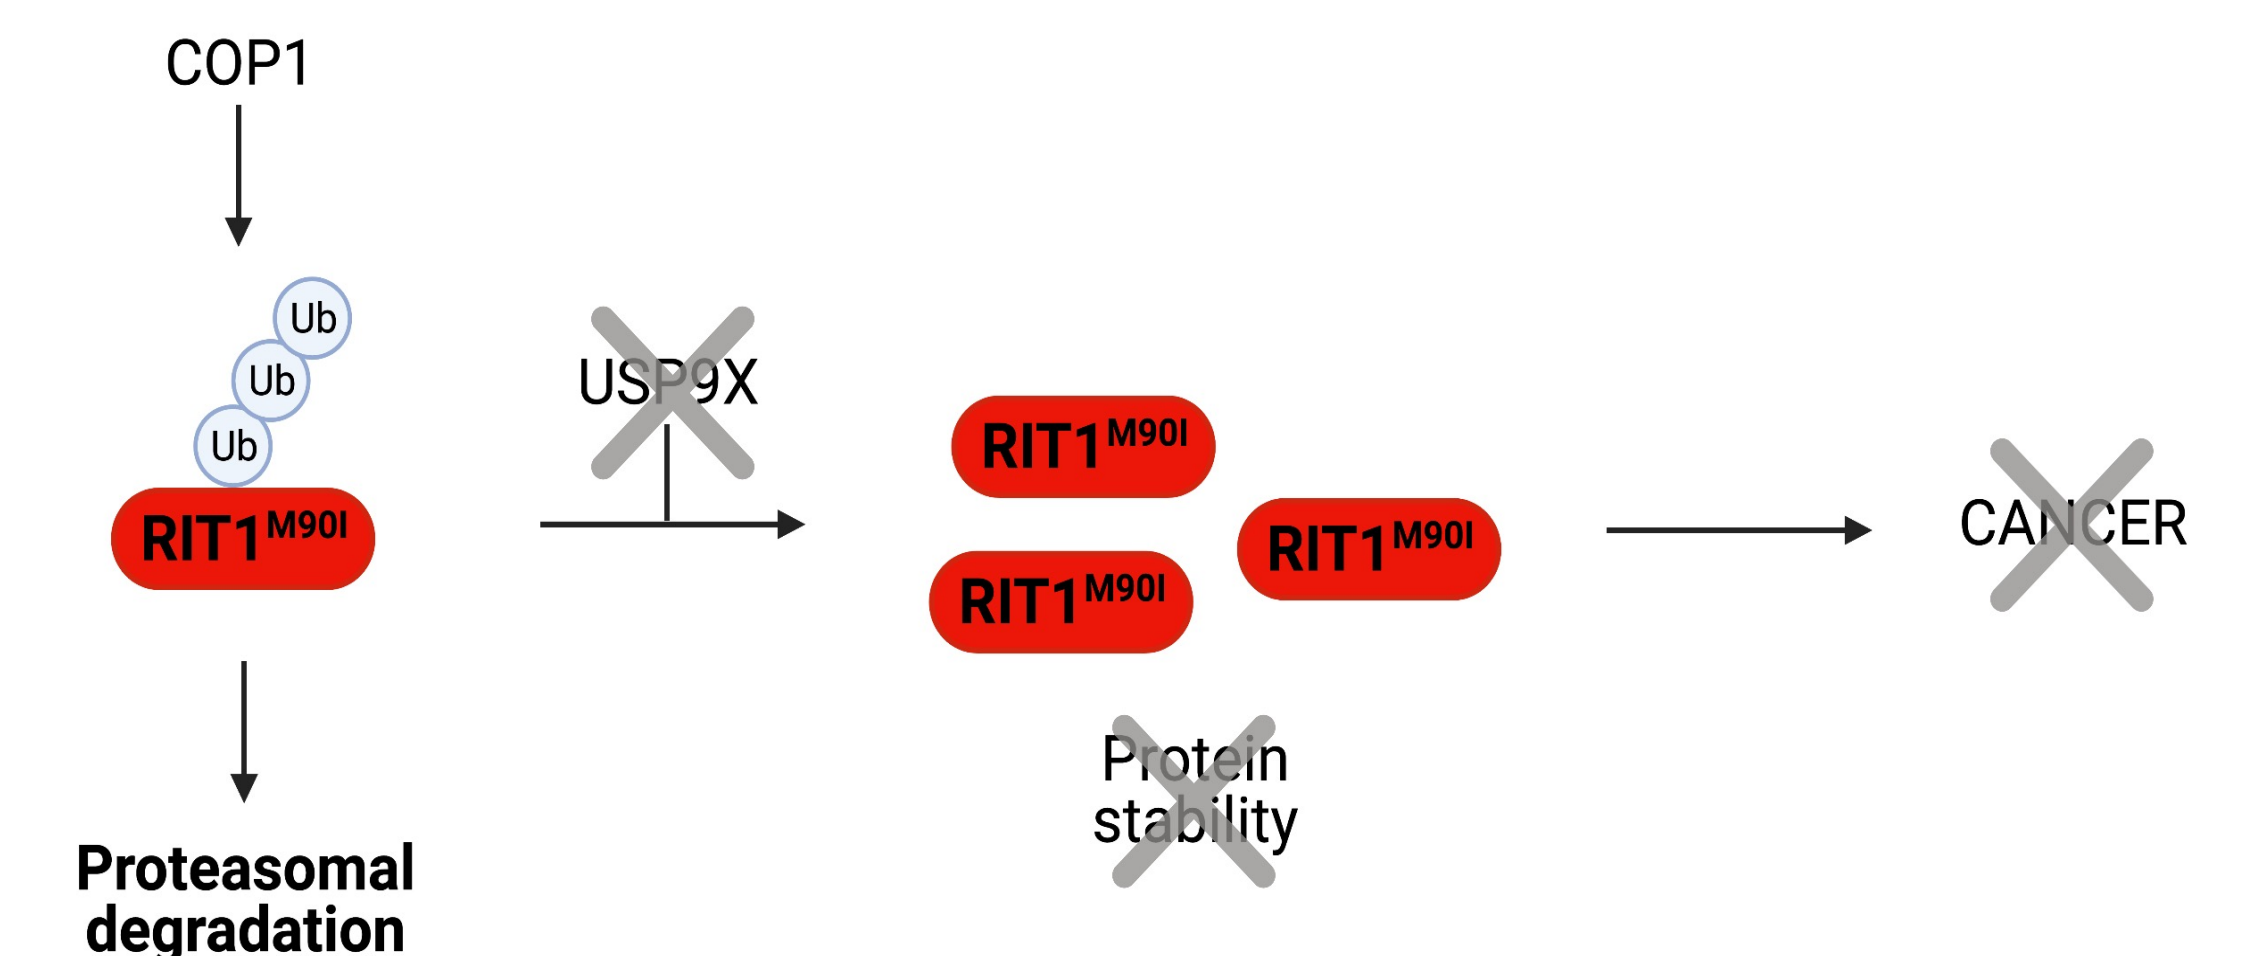 COP1
Ub
Ub
Ub
RIT1M90I
Proteasomal
degradation
USP9X
RIT1M90I
RIT1M90I
RIT1M90I
Protein
stability
CANCER